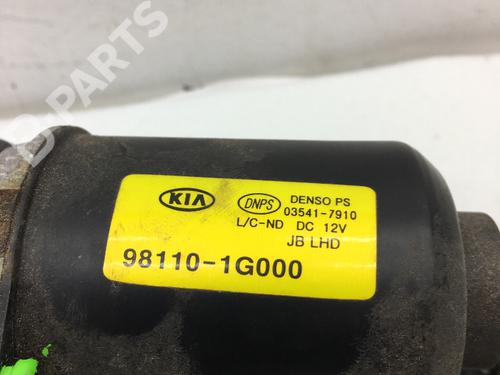 KIA
DNPS
DENSO PS
03541-7910
L/C-ND DC 12V
JB LHD
98110-1G000
B-PARTS